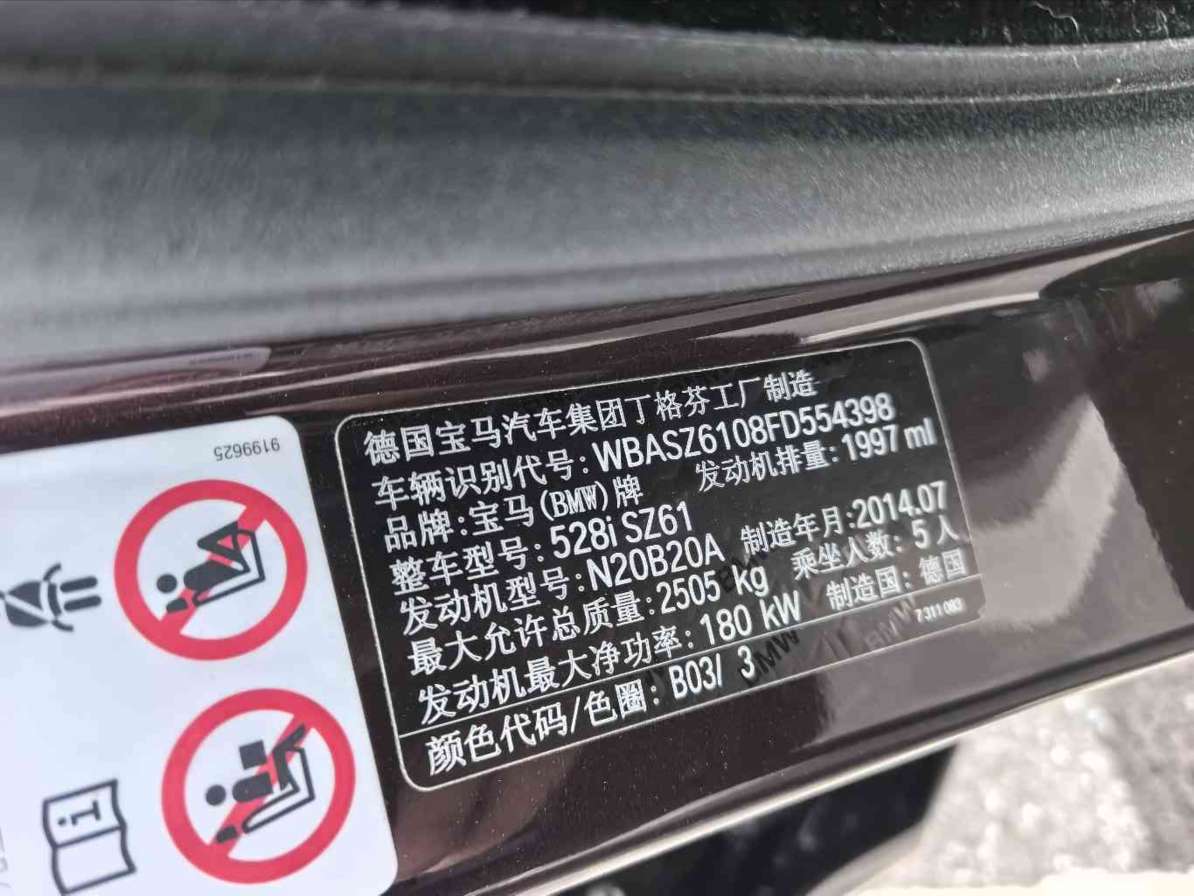 9199625
德国宝马汽车集团丁格芬工厂制造
车辆识别代号: WBASZ6108FD554398
品牌: 宝马(BMW)牌 发动机排量: 1997 ml
整车型号: 528i SZ61
发动机型号: N20B20A 制造年月: 2014.07
最大允许总质量: 2505 kg 乘坐人数: 5 人
发动机最大净功率: 180 kW 制造国: 德国
颜色代码/色圈: B03/ 3
7 311 083